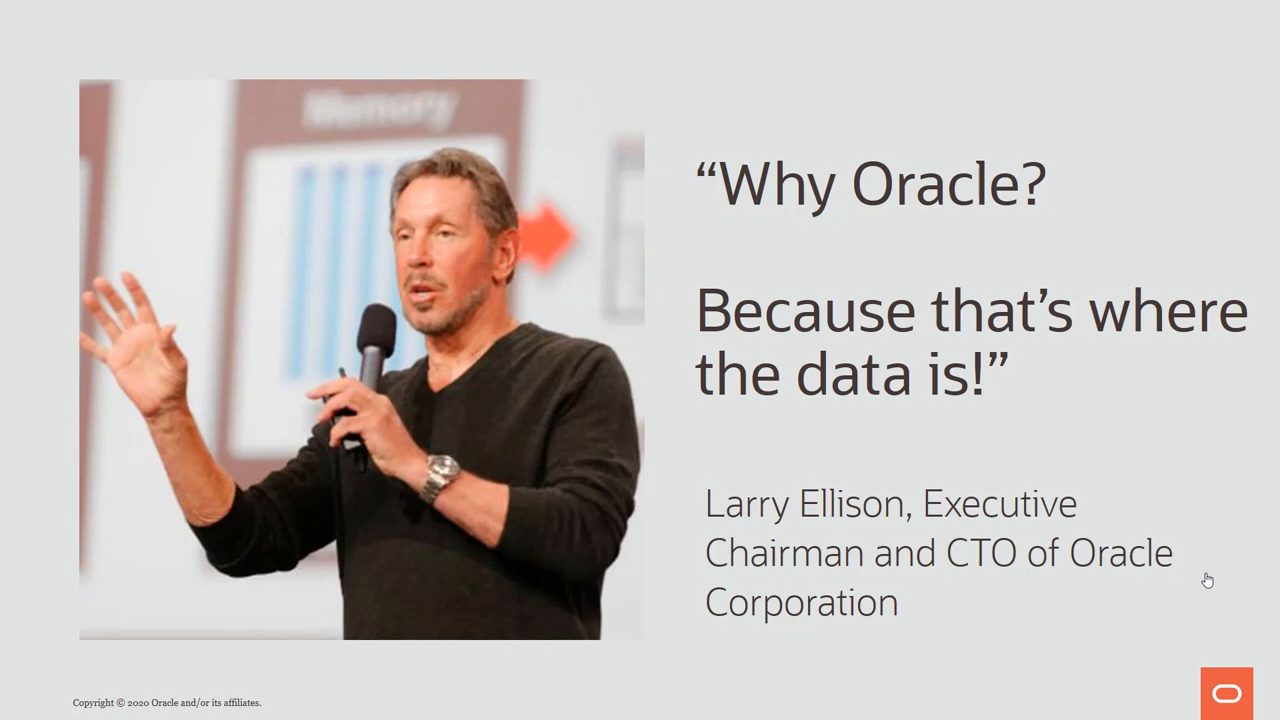 Memory
“Why Oracle?
Because that’s where
the data is!”
Larry Ellison, Executive
Chairman and CTO of Oracle
Corporation
Copyright © 2020 Oracle and/or its affiliates.